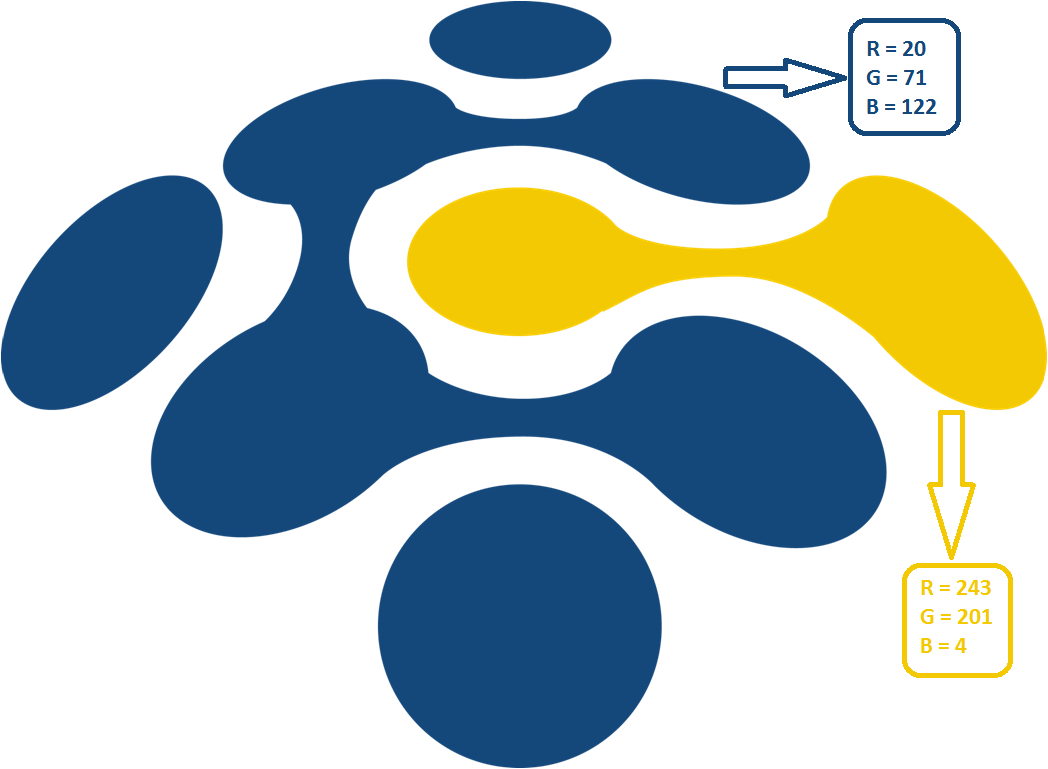 R = 20
G = 71
B = 122
R = 243
G = 201
B = 4